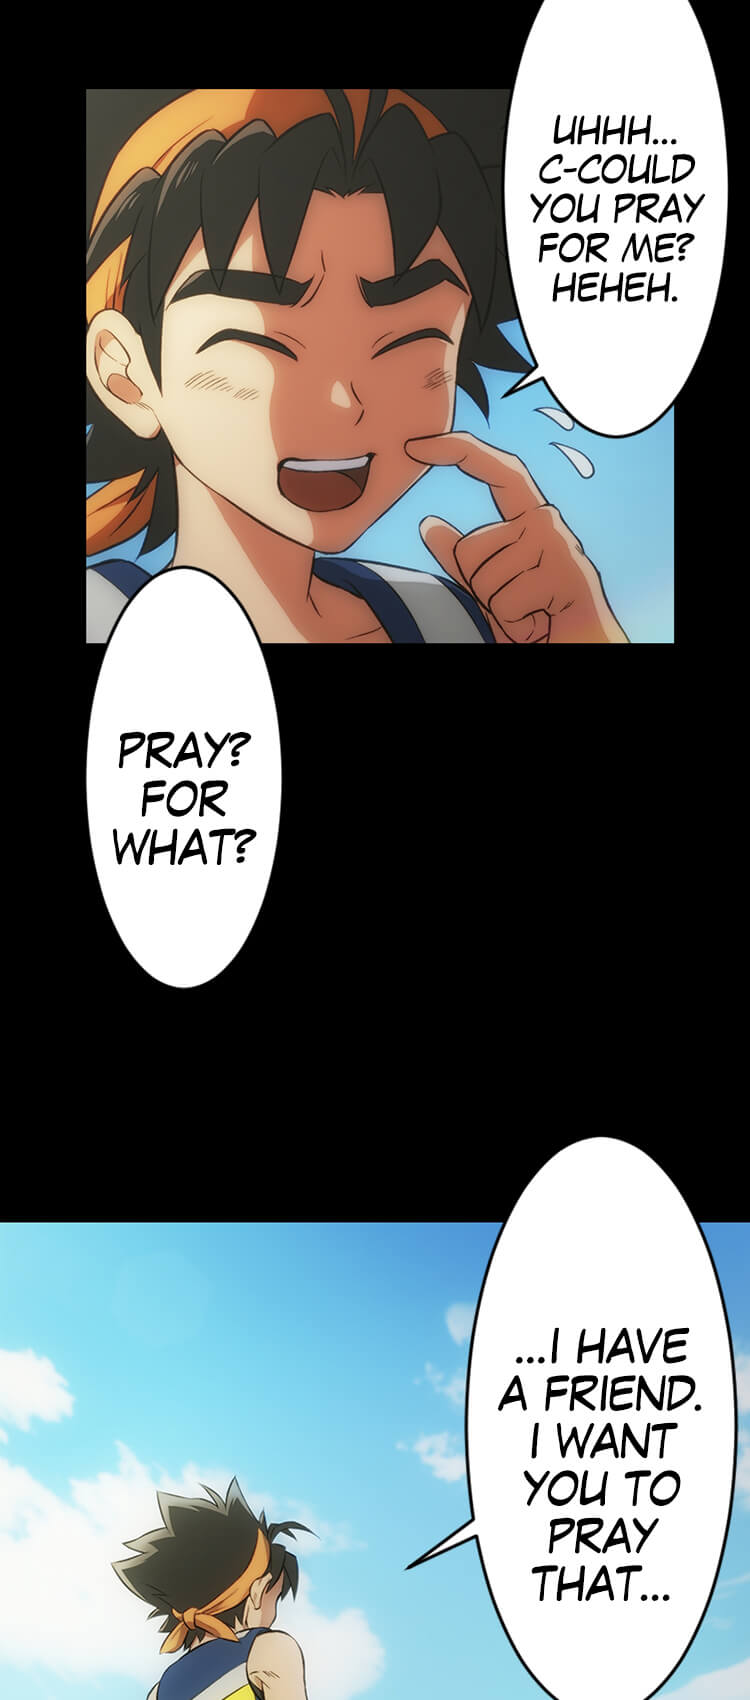 UHHH...
C-COULD
YOU PRAY
FOR ME?
HEHEH.
PRAY?
FOR
WHAT?
...I HAVE
A FRIEND.
I WANT
YOU TO
PRAY
THAT...